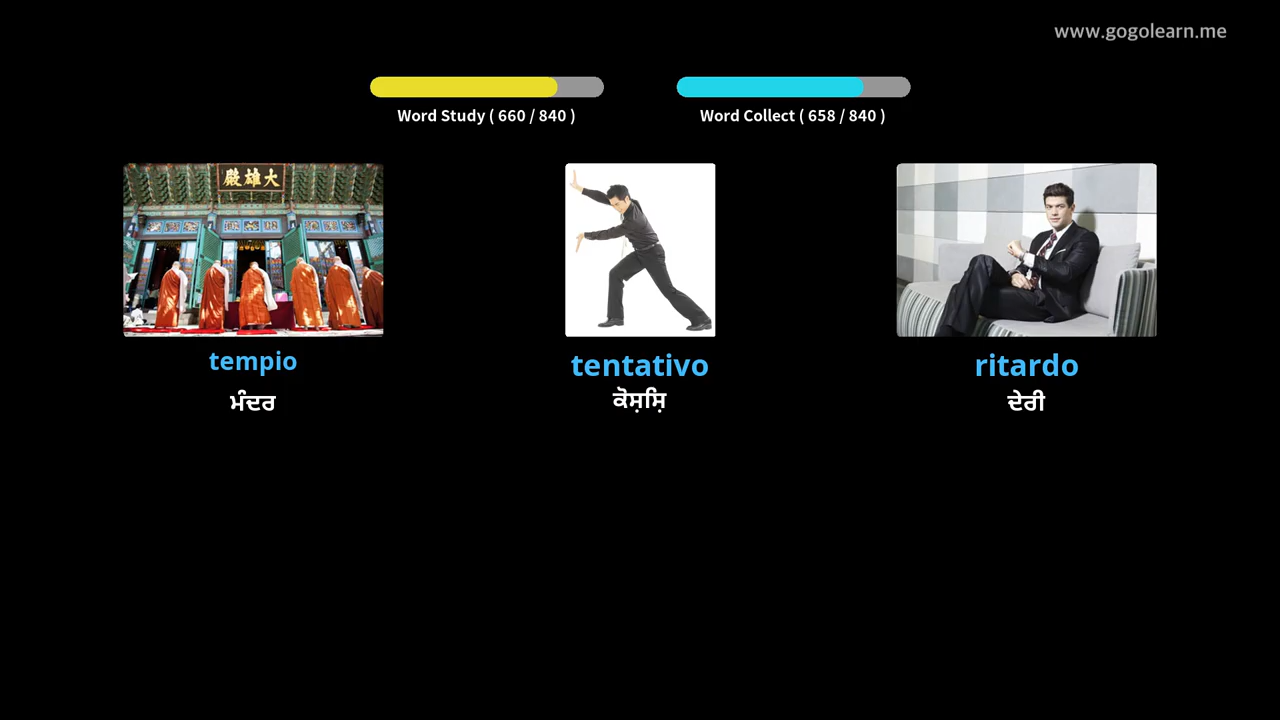 www.gogolearn.me
Word Study ( 660 / 840 )
Word Collect ( 658 / 840 )
殿雄大
tempio
tentativo
ritardo
ਮੰਦਰ
ਕੋਸ਼ਸ਼ਿ
ਦੇਰੀ